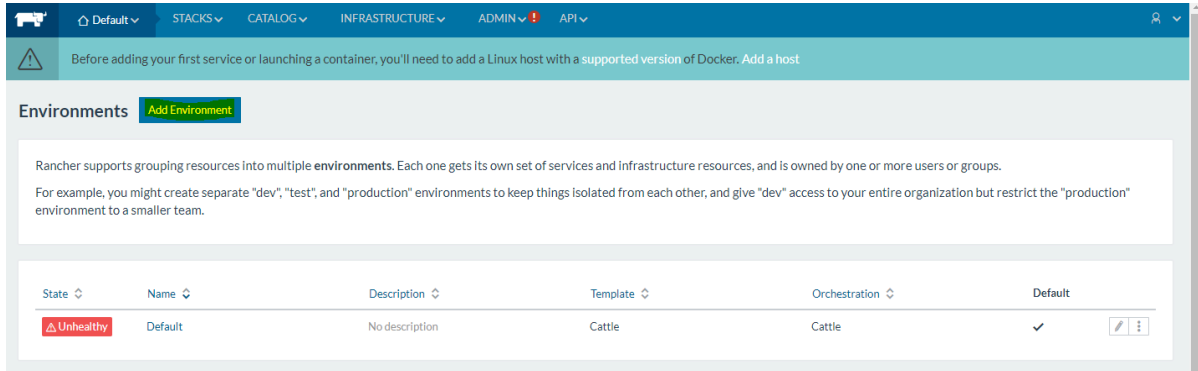 Default STACKS CATALOG INFRASTRUCTURE ADMIN API
Before adding your first service or launching a container, you'll need to add a Linux host with a supported version of Docker. Add a host
Environments Add Environment
Rancher supports grouping resources into multiple environments. Each one gets its own set of services and infrastructure resources, and is owned by one or more users or groups.
For example, you might create separate "dev", "test", and "production" environments to keep things isolated from each other, and give "dev" access to your entire organization but restrict the "production"
environment to a smaller team.
State Name Description Template Orchestration Default
Unhealthy Default No description Cattle Cattle